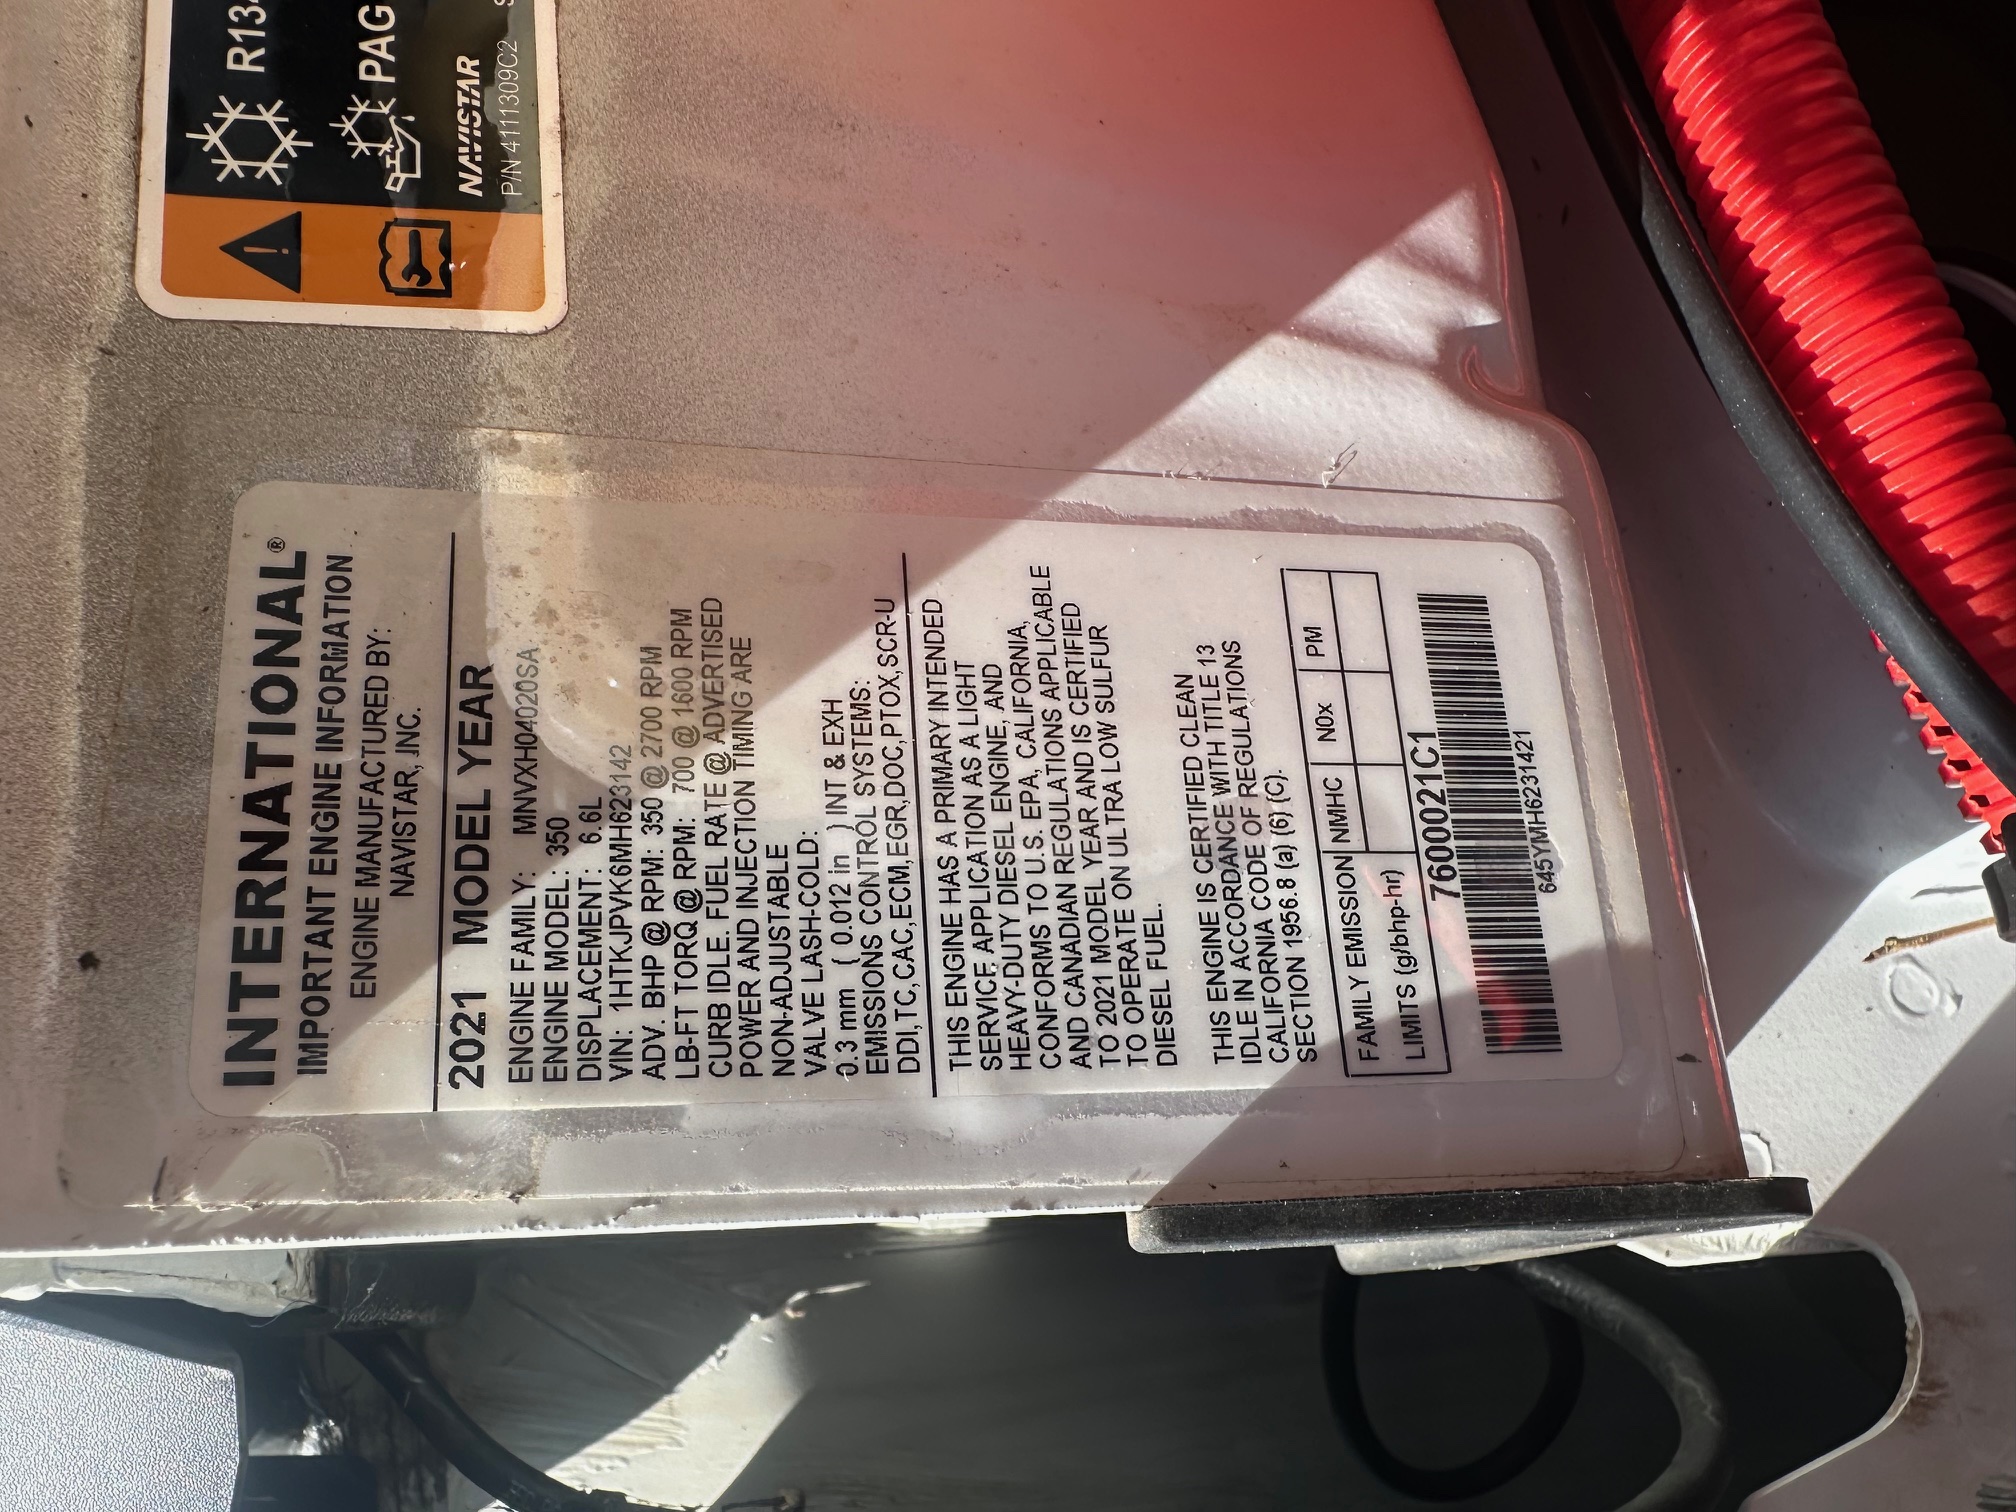 R134
PAG
NAVISTAR
P/N 4111309C2
INTERNATIONAL®
IMPORTANT ENGINE INFORMATION
ENGINE MANUFACTURED BY:
NAVISTAR, INC.
2021 MODEL YEAR
ENGINE FAMILY: MNVXH04020SA
ENGINE MODEL: 350
DISPLACEMENT: 6.6L
VIN: 1HTKJPVK6MH623142
ADV. BHP @ RPM: 350 @ 2700 RPM
LB-FT TORQ @ RPM: 700 @ 1600 RPM
CURB IDLE. FUEL RATE @ ADVERTISED
POWER AND INJECTION TIMING ARE
NON-ADJUSTABLE
VALVE LASH-COLD:
0.3 mm ( 0.012 in ) INT & EXH
EMISSIONS CONTROL SYSTEMS:
DDI,TC,CAC,ECM,EGR,DOC,PTOX,SCR-U
THIS ENGINE HAS A PRIMARY INTENDED
SERVICE APPLICATION AS A LIGHT
HEAVY-DUTY DIESEL ENGINE, AND
CONFORMS TO U.S. EPA, CALIFORNIA,
AND CANADIAN REGULATIONS APPLICABLE
TO 2021 MODEL YEAR AND IS CERTIFIED
TO OPERATE ON ULTRA LOW SULFUR
DIESEL FUEL.
THIS ENGINE IS CERTIFIED CLEAN
IDLE IN ACCORDANCE WITH TITLE 13
CALIFORNIA CODE OF REGULATIONS
SECTION 1956.8 (a) (6) (C).
FAMILY EMISSION NMHC N0x PM
LIMITS (g/bhp-hr)
7600021C1
645YMH6231421